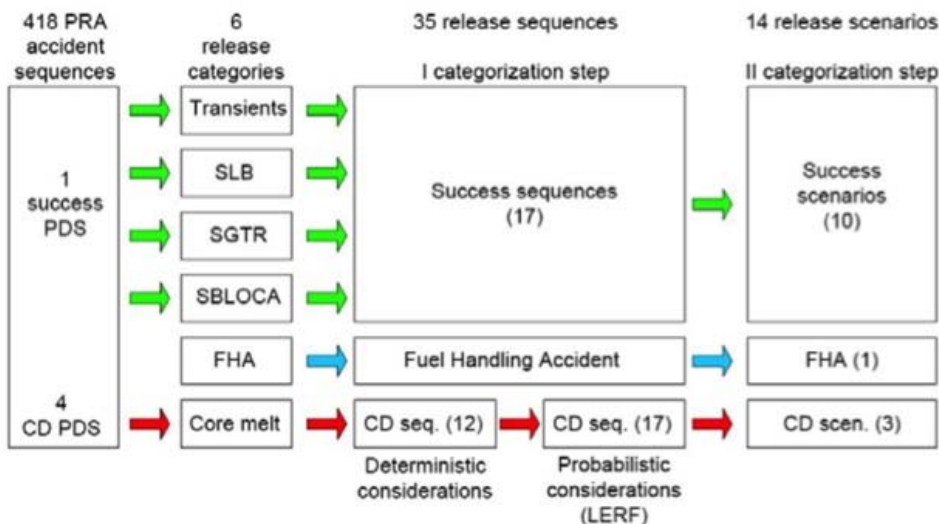 418 PRA
accident
sequences
6
release
categories
35 release sequences
I categorization step
14 release scenarios
II categorization step
1
success
PDS
4
CD PDS
Transients
SLB
SGTR
SBLOCA
FHA
Core melt
Success sequences
(17)
Fuel Handling Accident
CD seq. (12)
CD seq. (17)
Deterministic
considerations
Probabilistic
considerations
(LERF)
Success
scenarios
(10)
FHA (1)
CD scen. (3)